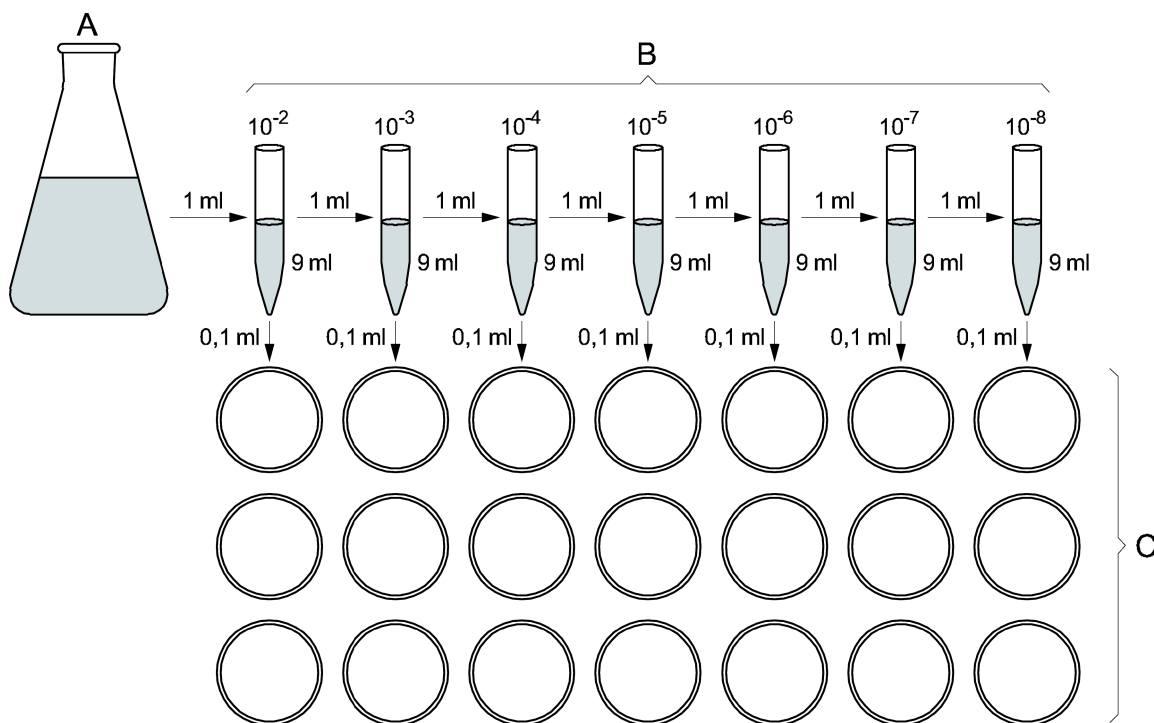 A
B
10⁻² 10⁻³ 10⁻⁴ 10⁻⁵ 10⁻⁶ 10⁻⁷ 10⁻⁸
1 ml 1 ml 1 ml 1 ml 1 ml 1 ml 1 ml
9 ml 9 ml 9 ml 9 ml 9 ml 9 ml 9 ml
0,1 ml 0,1 ml 0,1 ml 0,1 ml 0,1 ml 0,1 ml 0,1 ml
C